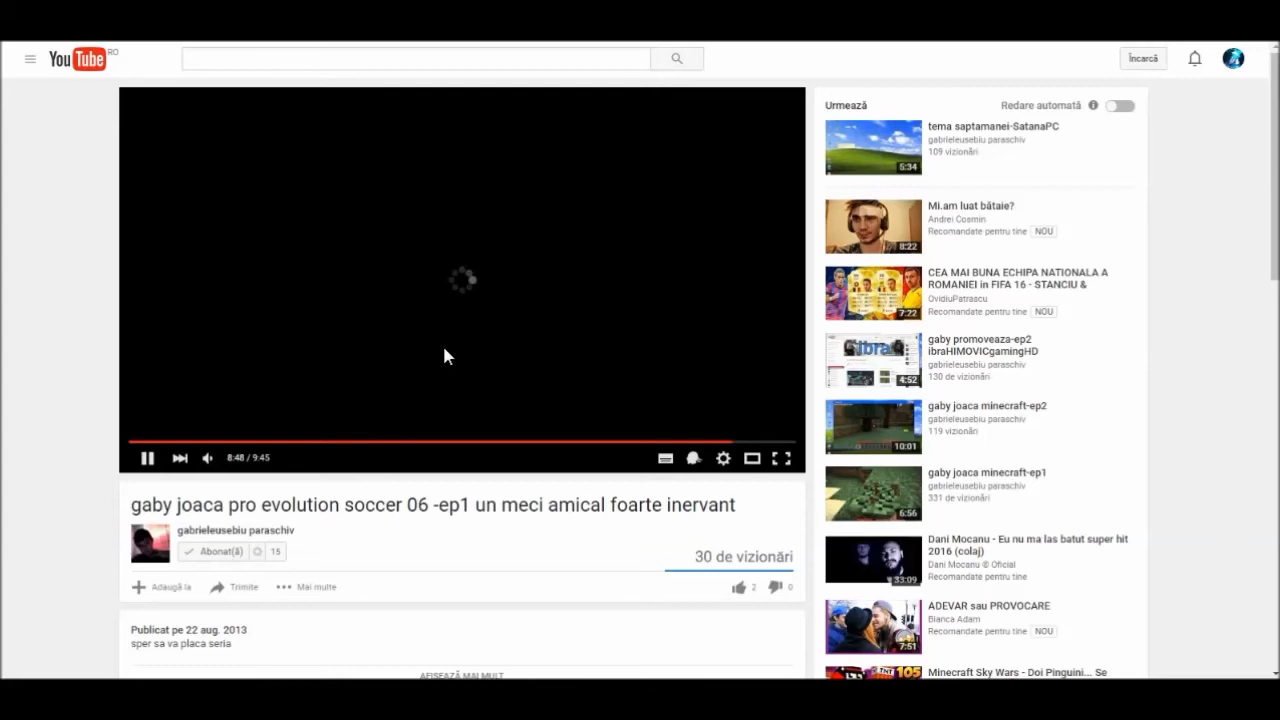 YouTube RO
Încarcă
8:48 / 9:45
gaby joaca pro evolution soccer 06 -ep1 un meci amical foarte inervant
gabrieleusebiu paraschiv
Abonat(ă) 15
30 de vizionări
Adaugă la Trimite Mai multe 2 0
Publicat pe 22 aug. 2013
sper sa va placa seria
AFIȘEAZĂ MAI MULT
Urmează Redare automată
tema saptamanei-SatanaPC
gabrieleusebiu paraschiv
109 vizionări
5:34
Mi.am luat bătaie?
Andrei Cosmin
Recomandate pentru tine NOU
8:22
CEA MAI BUNA ECHIPA NATIONALA A
ROMANIEI in FIFA 16 - STANCIU &
OvidiuPatrascu
Recomandate pentru tine NOU
7:22
gaby promoveaza-ep2
ibraHIMOVICgamingHD
gabrieleusebiu paraschiv
130 de vizionări
ibra
4:52
gaby joaca minecraft-ep2
gabrieleusebiu paraschiv
119 vizionări
10:01
gaby joaca minecraft-ep1
gabrieleusebiu paraschiv
331 de vizionări
6:56
Dani Mocanu - Eu nu ma las batut super hit
2016 (colaj)
Dani Mocanu © Oficial
Recomandate pentru tine
33:09
ADEVAR sau PROVOCARE
Bianca Adam
Recomandate pentru tine NOU
7:51
Minecraft Sky Wars - Doi Pinguini... Se
TNT 105